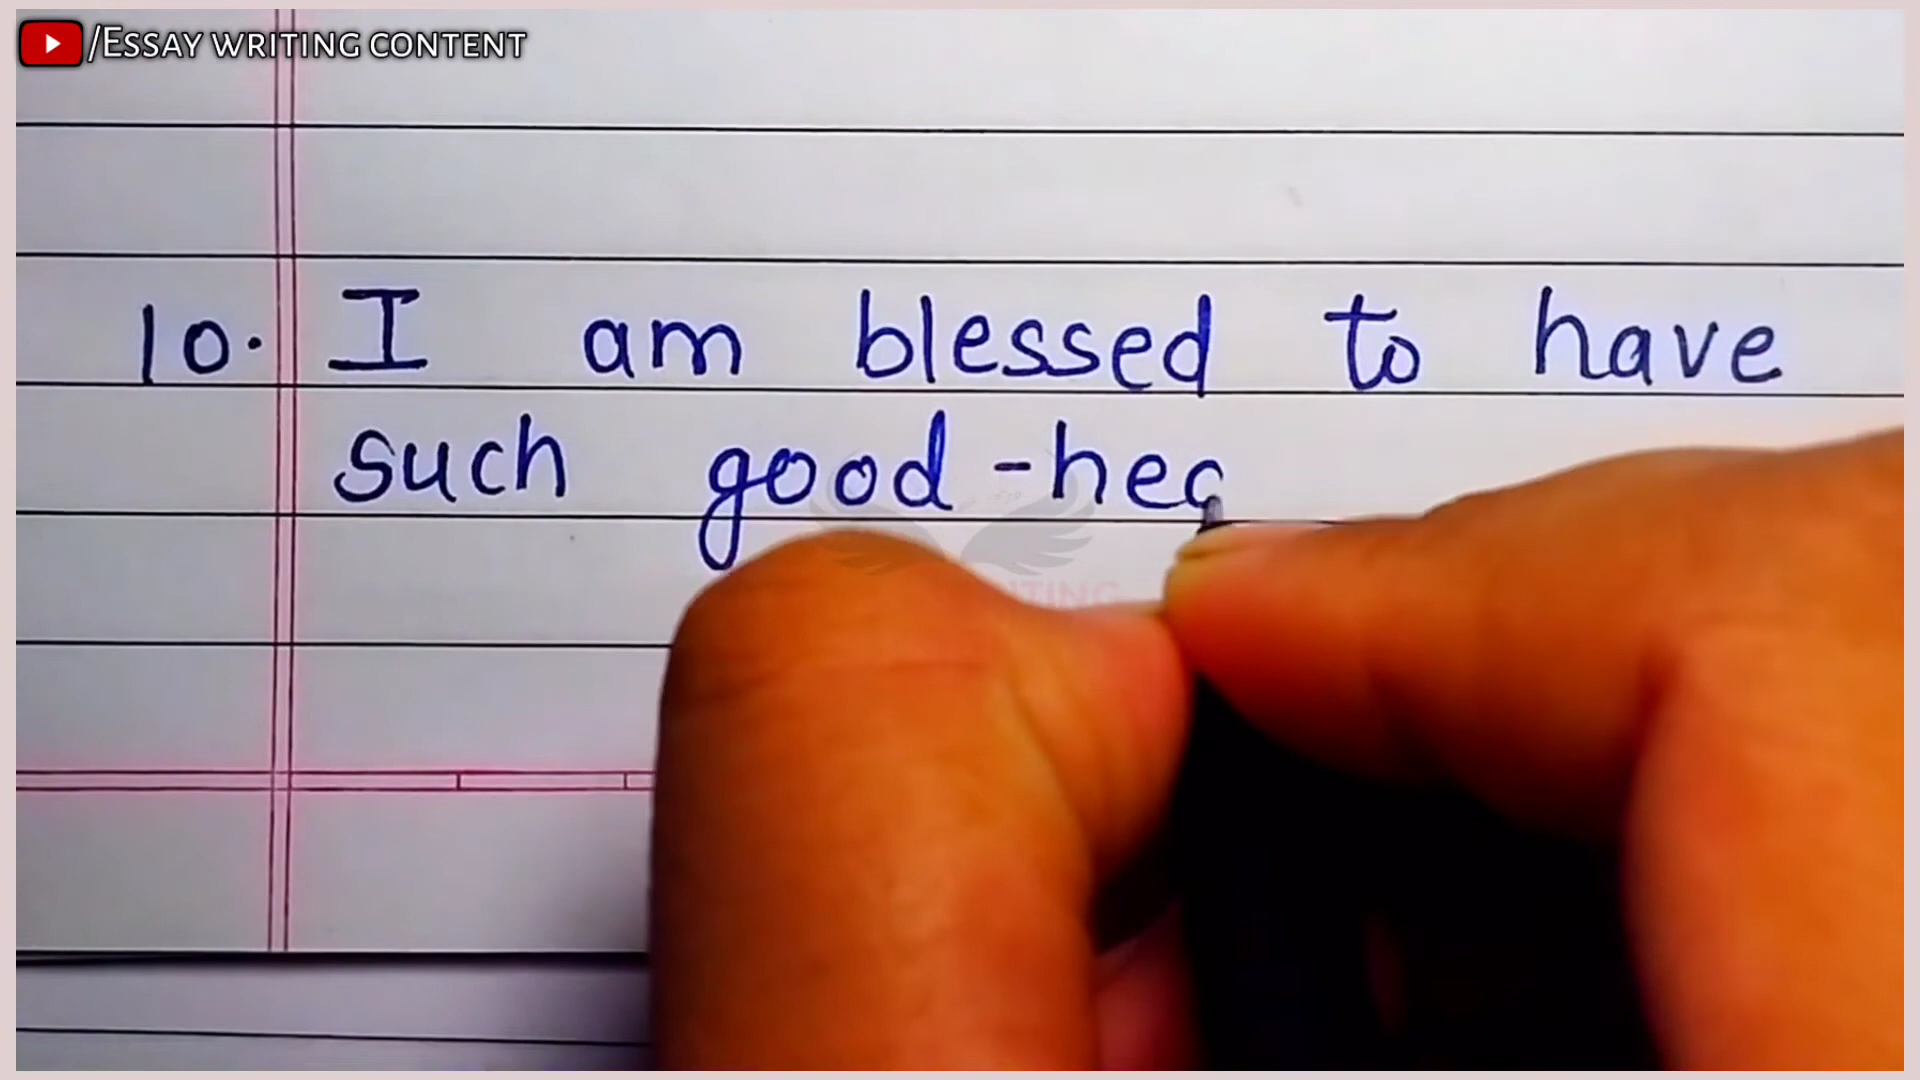 /ESSAY WRITING CONTENT
10. I am blessed to have
such good-hea